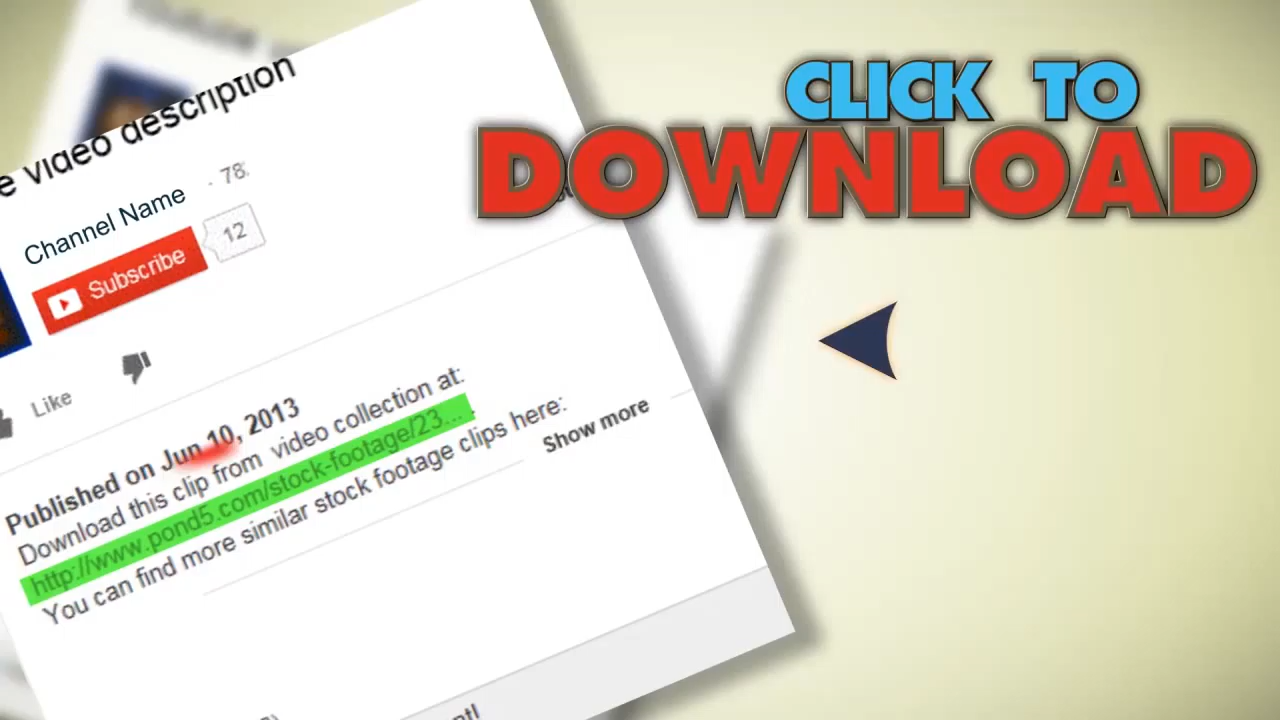 CLICK TO
DOWNLOAD
video description
Channel Name
78
Subscribe
12
Like
Published on Jun 10, 2013
Download this clip from video collection at:
http://www.pond5.com/stock-footage/23... .
You can find more similar stock footage clips here:
Show more